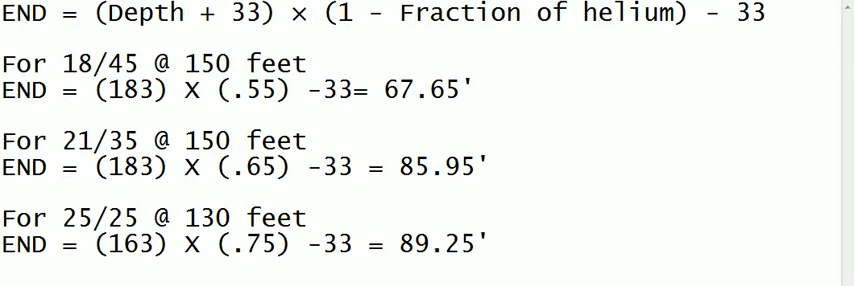 END = (Depth + 33) × (1 - Fraction of helium) - 33
For 18/45 @ 150 feet
END = (183) X (.55) -33= 67.65'
For 21/35 @ 150 feet
END = (183) X (.65) -33 = 85.95'
For 25/25 @ 130 feet
END = (163) X (.75) -33 = 89.25'